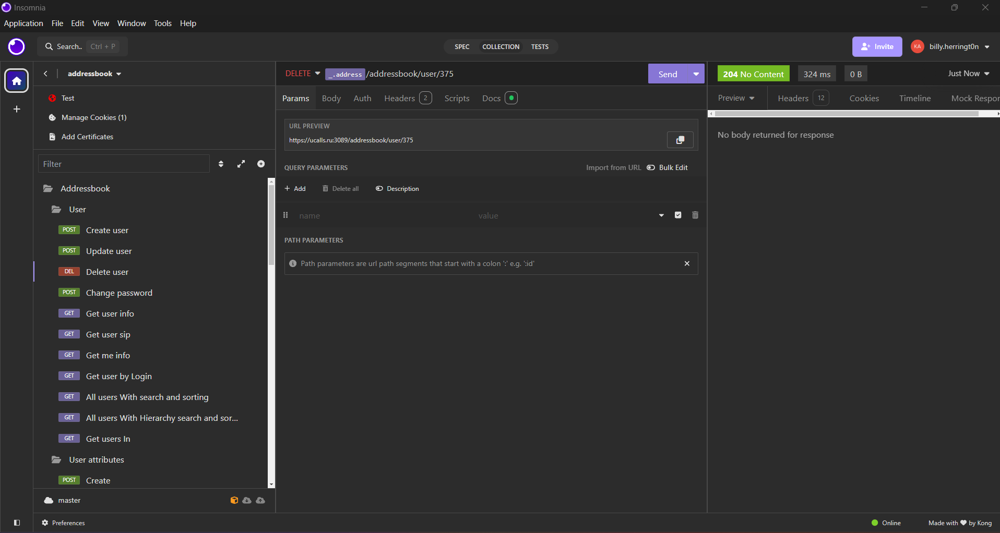 Insomnia
Application File Edit View Window Tools Help
Search.. Ctrl + P
SPEC COLLECTION TESTS
Invite
KA billy.herringt0n
addressbook
Test
Manage Cookies (1)
Add Certificates
Filter
Addressbook
User
POST Create user
POST Update user
DEL Delete user
POST Change password
GET Get user info
GET Get user sip
GET Get me info
GET Get user by Login
GET All users With search and sorting
GET All users With Hierarchy search and sor...
GET Get users In
User attributes
POST Create
master
DELETE _.address /addressbook/user/375 Send
Params Body Auth Headers 2 Scripts Docs
URL PREVIEW
https://ucalls.ru:3089/addressbook/user/375
QUERY PARAMETERS Import from URL Bulk Edit
+ Add Delete all Description
name value
PATH PARAMETERS
Path parameters are url path segments that start with a colon ':' e.g. ':id'
204 No Content 324 ms 0 B Just Now
Preview Headers 12 Cookies Timeline Mock Respor
No body returned for response
Preferences
Online Made with ❤ by Kong